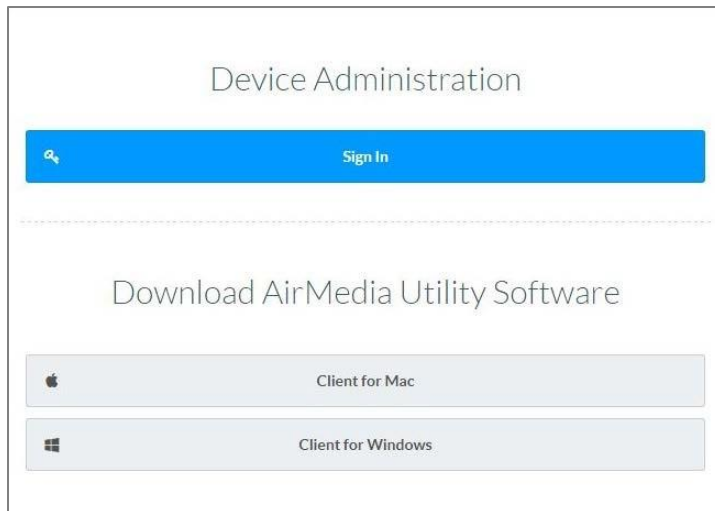 Device Administration
Sign In
Download AirMedia Utility Software
Client for Mac
Client for Windows